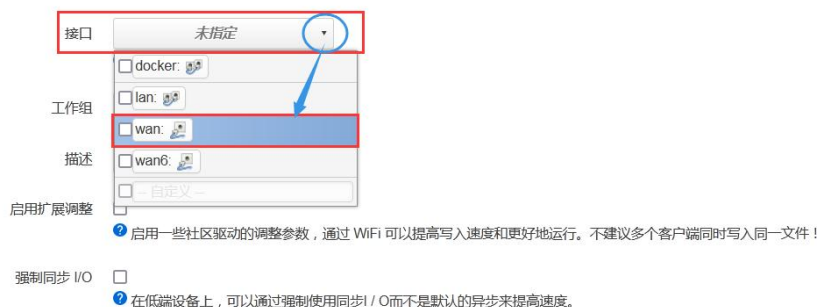 接口
未指定
docker:
lan:
工作组
wan:
描述
wan6:
-- 自定义 --
启用扩展调整
启用一些社区驱动的调整参数，通过 WiFi 可以提高写入速度和更好地运行。不建议多个客户端同时写入同一文件！
强制同步 I/O
在低端设备上，可以通过强制使用同步I / O而不是默认的异步来提高速度。